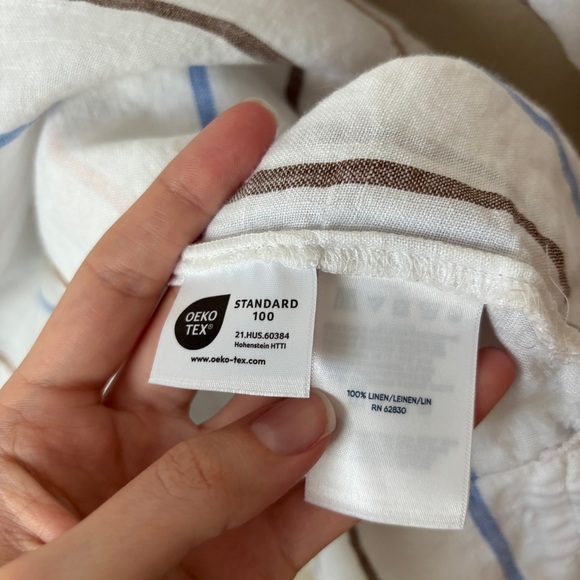 OEKO
TEX®
STANDARD
100
21.HUS.60384
Hohenstein HTTI
www.oeko-tex.com
100% LINEN/LEINEN/LIN
RN 62830